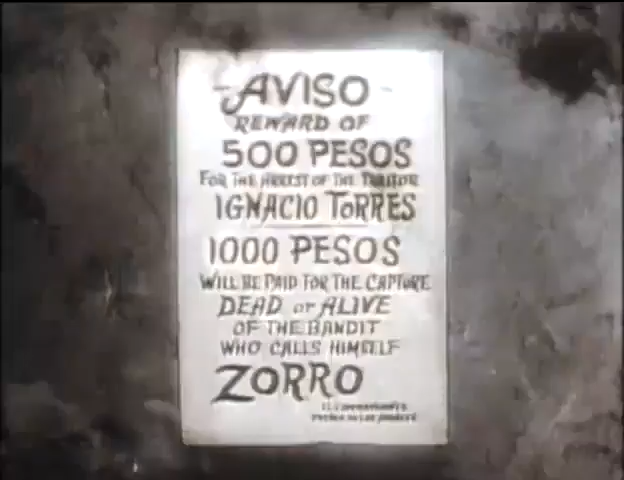 - AVISO -
REWARD OF
500 PESOS
FOR THE ARREST OF THE TRAITOR
IGNACIO TORRES
1000 PESOS
WILL BE PAID FOR THE CAPTURE
DEAD or ALIVE
OF THE BANDIT
WHO CALLS HIMSELF
ZORRO